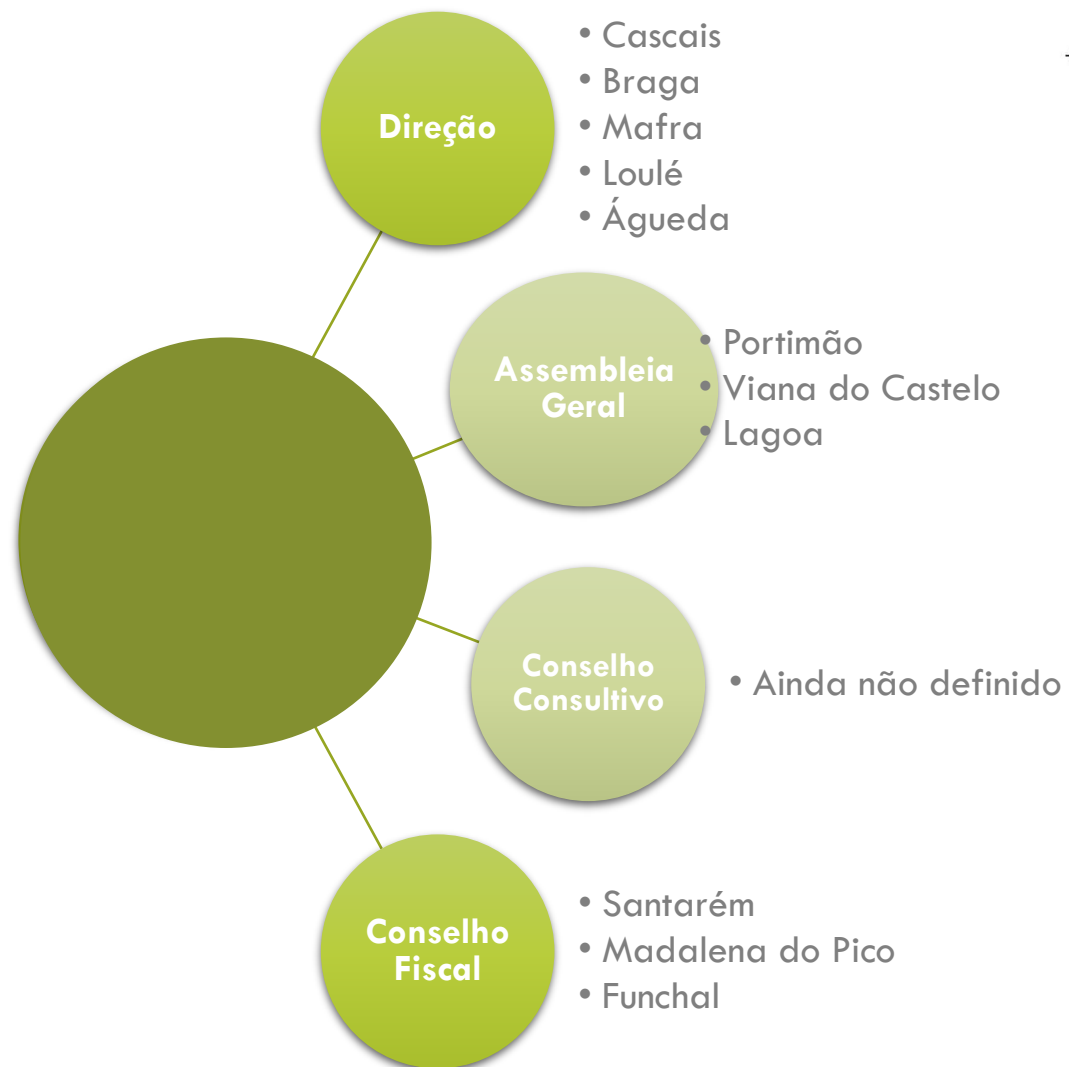 Direção
• Cascais
• Braga
• Mafra
• Loulé
• Águeda
Assembleia
Geral
• Portimão
• Viana do Castelo
• Lagoa
Conselho
Consultivo
• Ainda não definido
Conselho
Fiscal
• Santarém
• Madalena do Pico
• Funchal